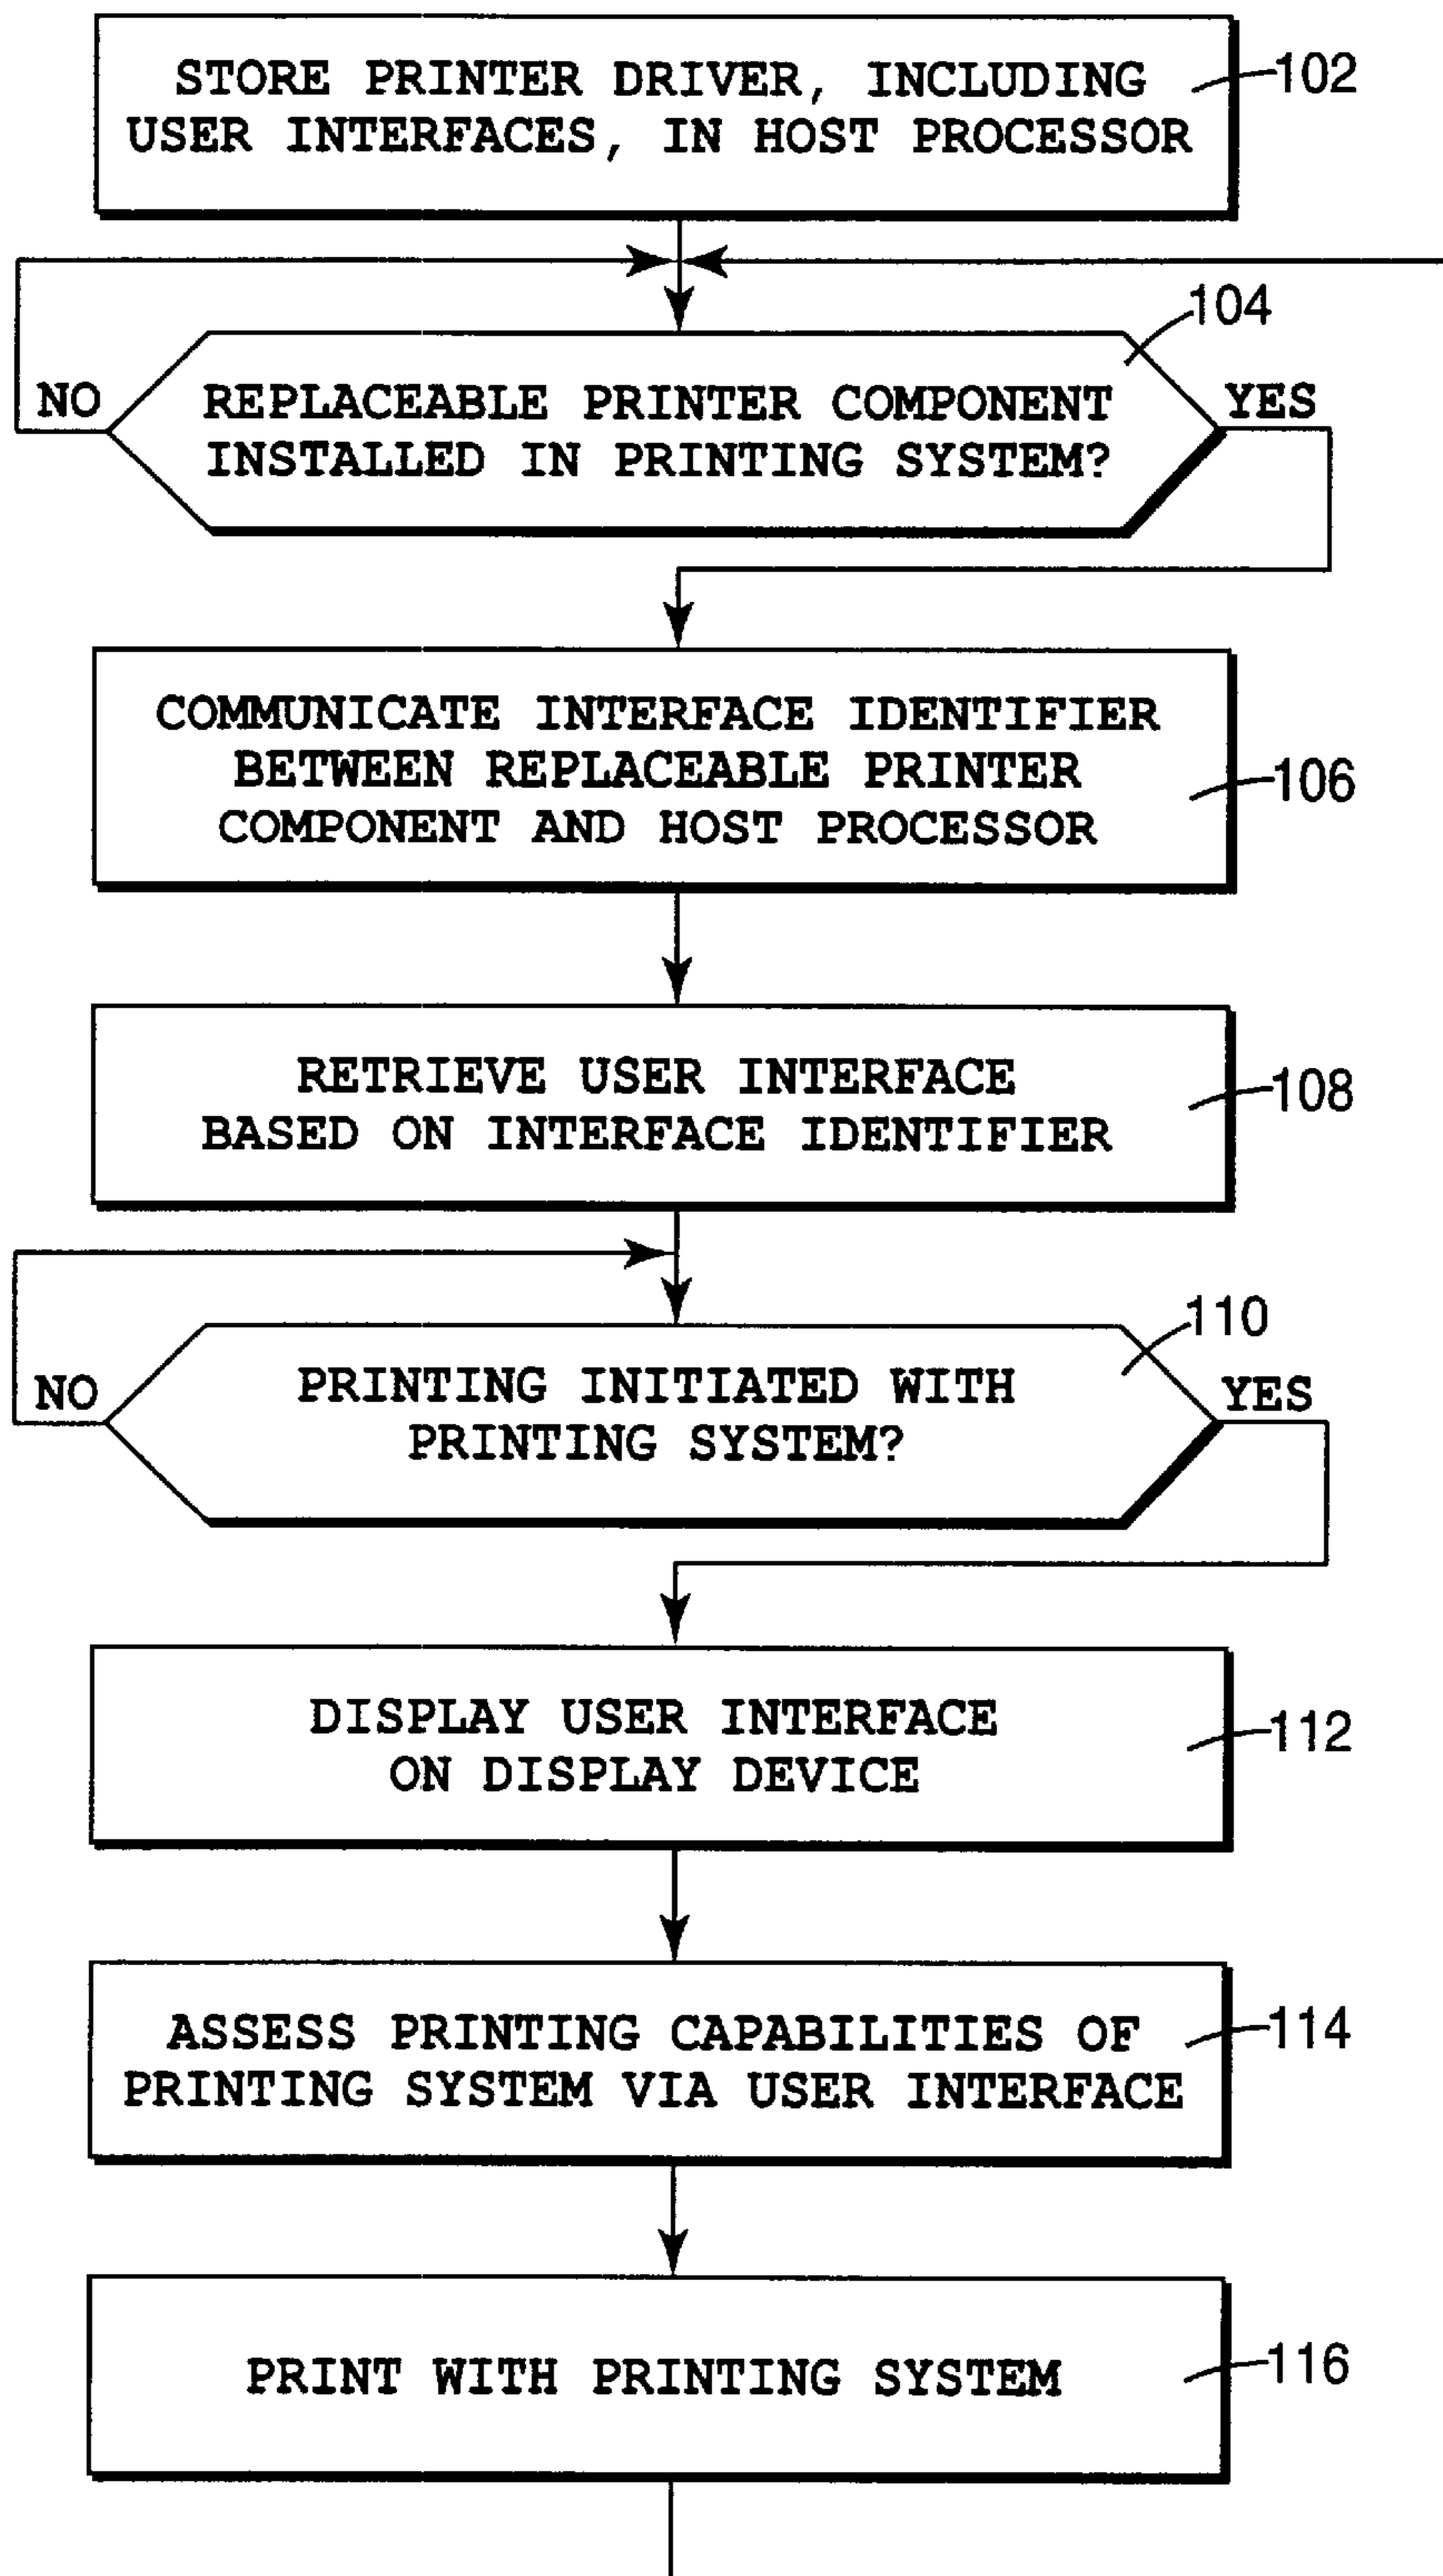 STORE PRINTER DRIVER, INCLUDING
USER INTERFACES, IN HOST PROCESSOR
102
104
NO
REPLACEABLE PRINTER COMPONENT
INSTALLED IN PRINTING SYSTEM?
YES
COMMUNICATE INTERFACE IDENTIFIER
BETWEEN REPLACEABLE PRINTER
COMPONENT AND HOST PROCESSOR
106
RETRIEVE USER INTERFACE
BASED ON INTERFACE IDENTIFIER
108
110
NO
PRINTING INITIATED WITH
PRINTING SYSTEM?
YES
DISPLAY USER INTERFACE
ON DISPLAY DEVICE
112
ASSESS PRINTING CAPABILITIES OF
PRINTING SYSTEM VIA USER INTERFACE
114
PRINT WITH PRINTING SYSTEM
116